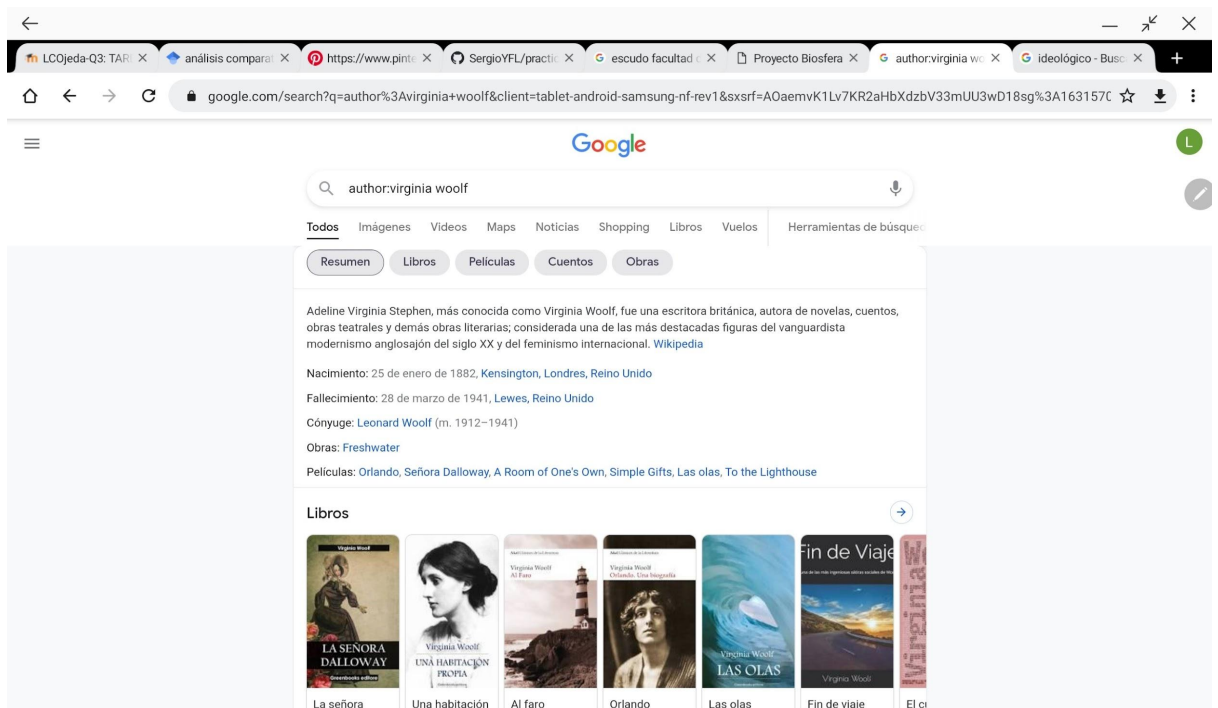 LCOjeda-Q3: TAR
análisis comparat
https://www.pinte
SergioYFL/practic
escudo facultad
Proyecto Biosfera
author:virginia wo
ideológico - Busc
google.com/search?q=author%3Avirginia+woolf&client=tablet-android-samsung-nf-rev1&sxsrf=AOaemvK1Lv7KR2aHbXdzbV33mUU3wD18sg%3A163157
Google
L
author:virginia woolf
Todos Imágenes Videos Maps Noticias Shopping Libros Vuelos Herramientas de búsqued
Resumen Libros Películas Cuentos Obras
Adeline Virginia Stephen, más conocida como Virginia Woolf, fue una escritora británica, autora de novelas, cuentos,
obras teatrales y demás obras literarias; considerada una de las más destacadas figuras del vanguardista
modernismo anglosajón del siglo XX y del feminismo internacional. Wikipedia
Nacimiento: 25 de enero de 1882, Kensington, Londres, Reino Unido
Fallecimiento: 28 de marzo de 1941, Lewes, Reino Unido
Cónyuge: Leonard Woolf (m. 1912–1941)
Obras: Freshwater
Películas: Orlando, Señora Dalloway, A Room of One's Own, Simple Gifts, Las olas, To the Lighthouse
Libros
Virginia Woolf
LA SEÑORA
DALLOWAY
Greenbooks editore
Virginia Woolf
UNA HABITACIÓN
PROPIA
Virginia Woolf
Al Faro
Virginia Woolf
Orlando. Una biografía
Virginia Woolf
LAS OLAS
Fin de Viaje
Virginia Woolf
La señora
Una habitación
Al faro
Orlando
Las olas
Fin de viaje